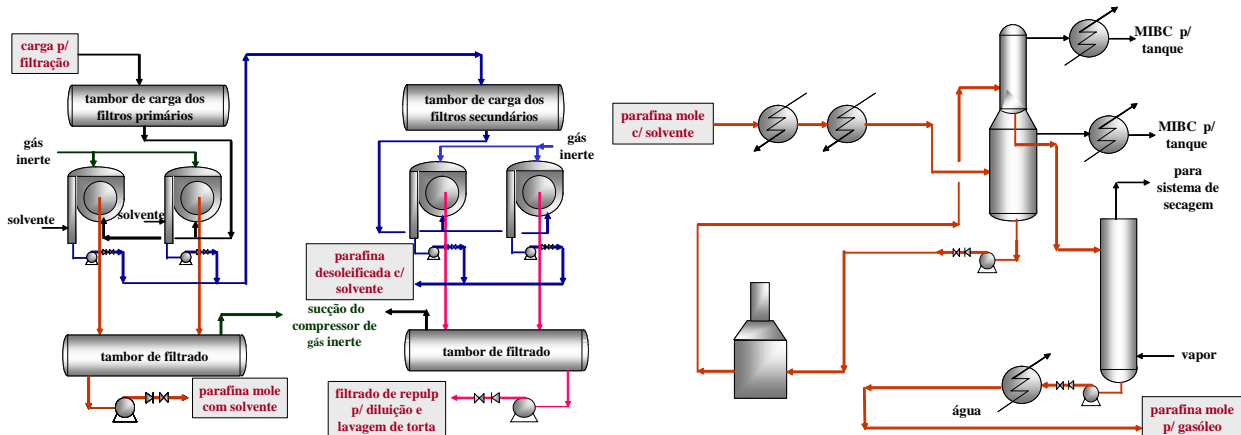 carga p/
filtração
tambor de carga dos
filtros primários
gás
inerte
solvente
solvente
tambor de carga dos
filtros secundários
gás
inerte
parafina
desoleificada c/
solvente
sucção do
compressor de
gás inerte
tambor de filtrado
parafina mole
com solvente
tambor de filtrado
filtrado de repulp
p/ diluição e
lavagem de torta
parafina mole
c/ solvente
MIBC p/
tanque
MIBC p/
tanque
para
sistema de
secagem
vapor
água
parafina mole
p/ gasóleo